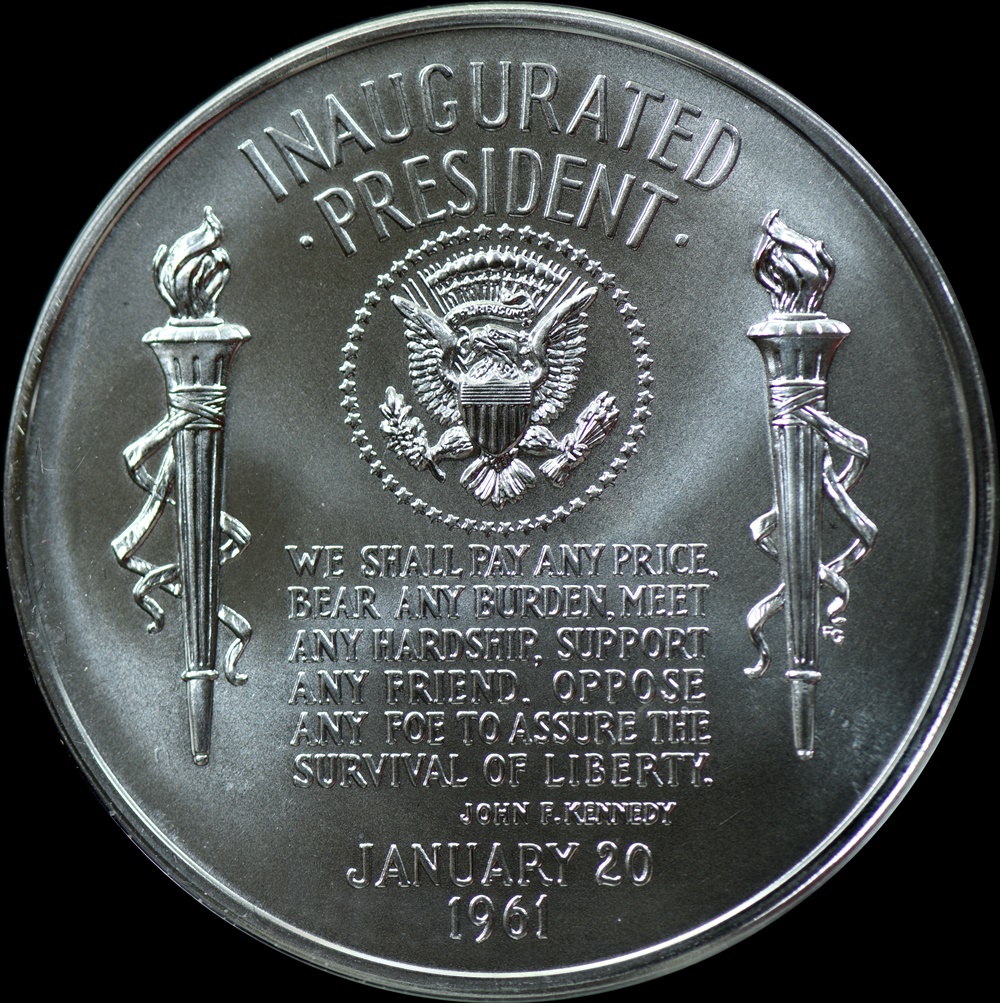 INAUGURATED
· PRESIDENT ·
WE SHALL PAY ANY PRICE,
BEAR ANY BURDEN, MEET
ANY HARDSHIP, SUPPORT
ANY FRIEND. OPPOSE
ANY FOE TO ASSURE THE
SURVIVAL OF LIBERTY.
JOHN F. KENNEDY
JANUARY 20
1961